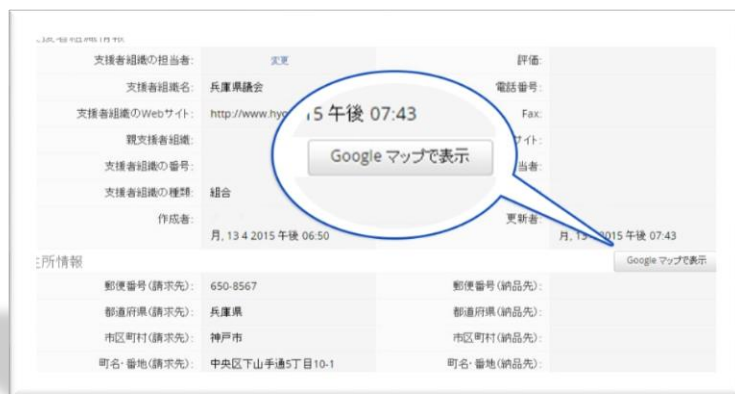 支援者組織情報
支援者組織の担当者: 変更 評価:
支援者組織名: 兵庫県議会 電話番号:
支援者組織のWebサイト: http://www.hyo Fax:
15 午後 07:43
親支援者組織: サイト:
Google マップで表示
支援者組織の番号: 当者:
支援者組織の種類: 組合
作成者: 更新者:
月, 13 4 2015 午後 06:50 月, 13 2015 午後 07:43
住所情報 Google マップで表示
郵便番号(請求先): 650-8567 郵便番号(納品先):
都道府県(請求先): 兵庫県 都道府県(納品先):
市区町村(請求先): 神戸市 市区町村(納品先):
町名・番地(請求先): 中央区下山手通5丁目10-1 町名・番地(納品先):